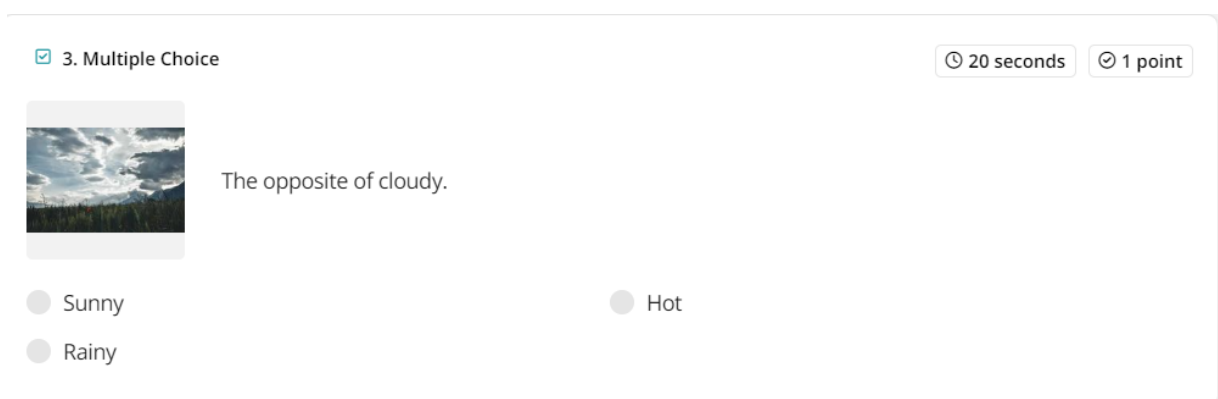 3. Multiple Choice
20 seconds
1 point
The opposite of cloudy.
Sunny
Hot
Rainy